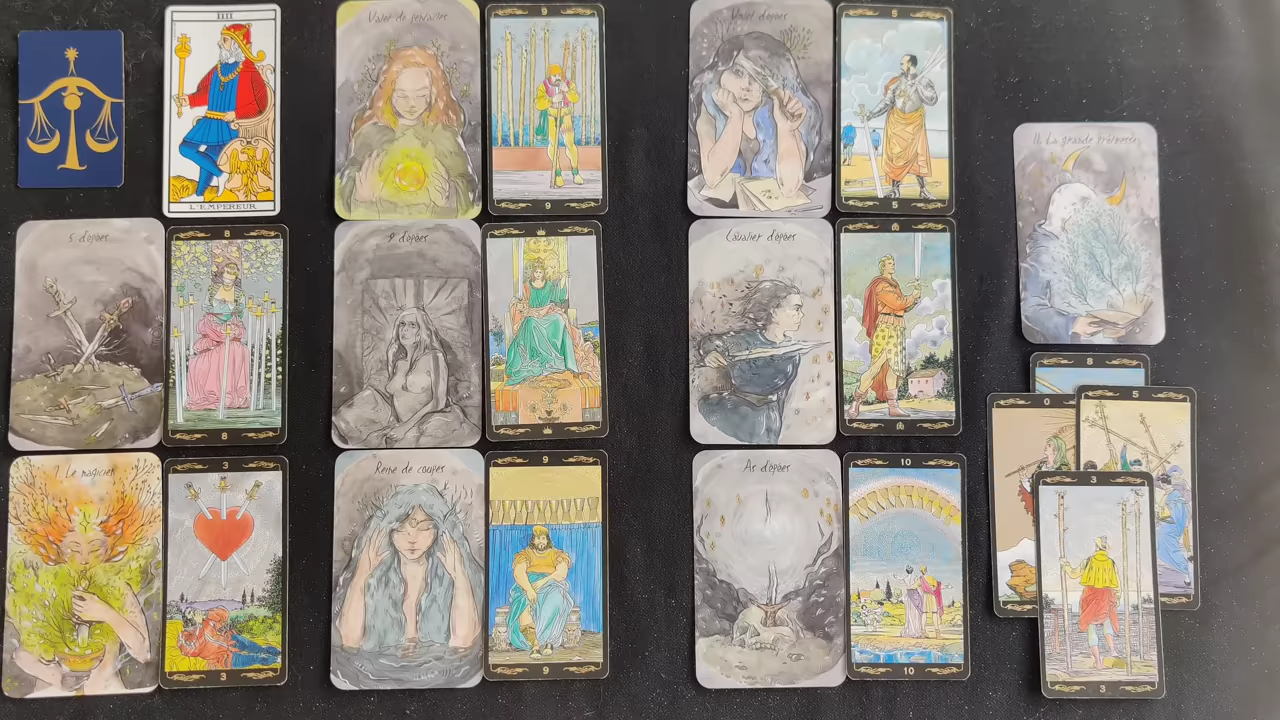 IIII
L'EMPEREUR
Valet de pentacles
9
9
Valet d'épées
5
5
II. La grande prêtresse
5 d'épées
8
8
9 d'épées
Cavalier d'épées
I. Le magicien
3
3
Reine de coupes
9
9
As d'épées
10
10
8
0
5
3
3